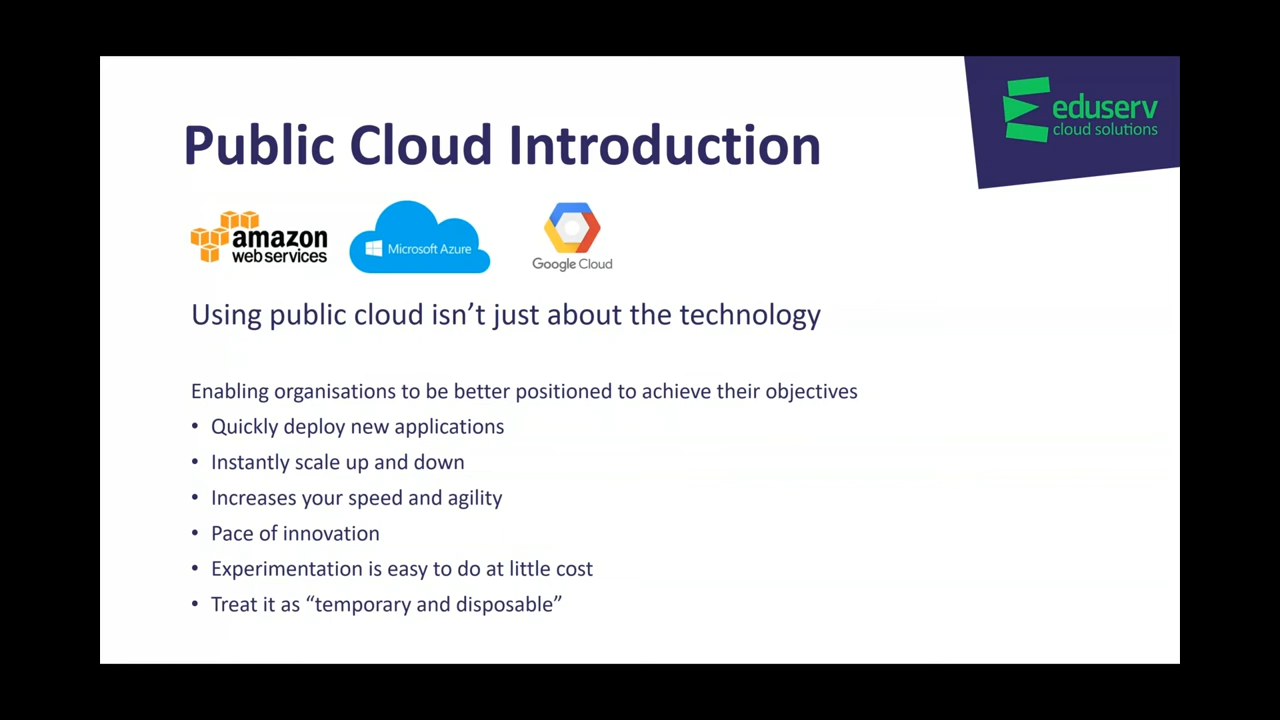 eduserv
cloud solutions
Public Cloud Introduction
amazon
web services
Microsoft Azure
Google Cloud
Using public cloud isn’t just about the technology
Enabling organisations to be better positioned to achieve their objectives
• Quickly deploy new applications
• Instantly scale up and down
• Increases your speed and agility
• Pace of innovation
• Experimentation is easy to do at little cost
• Treat it as “temporary and disposable”